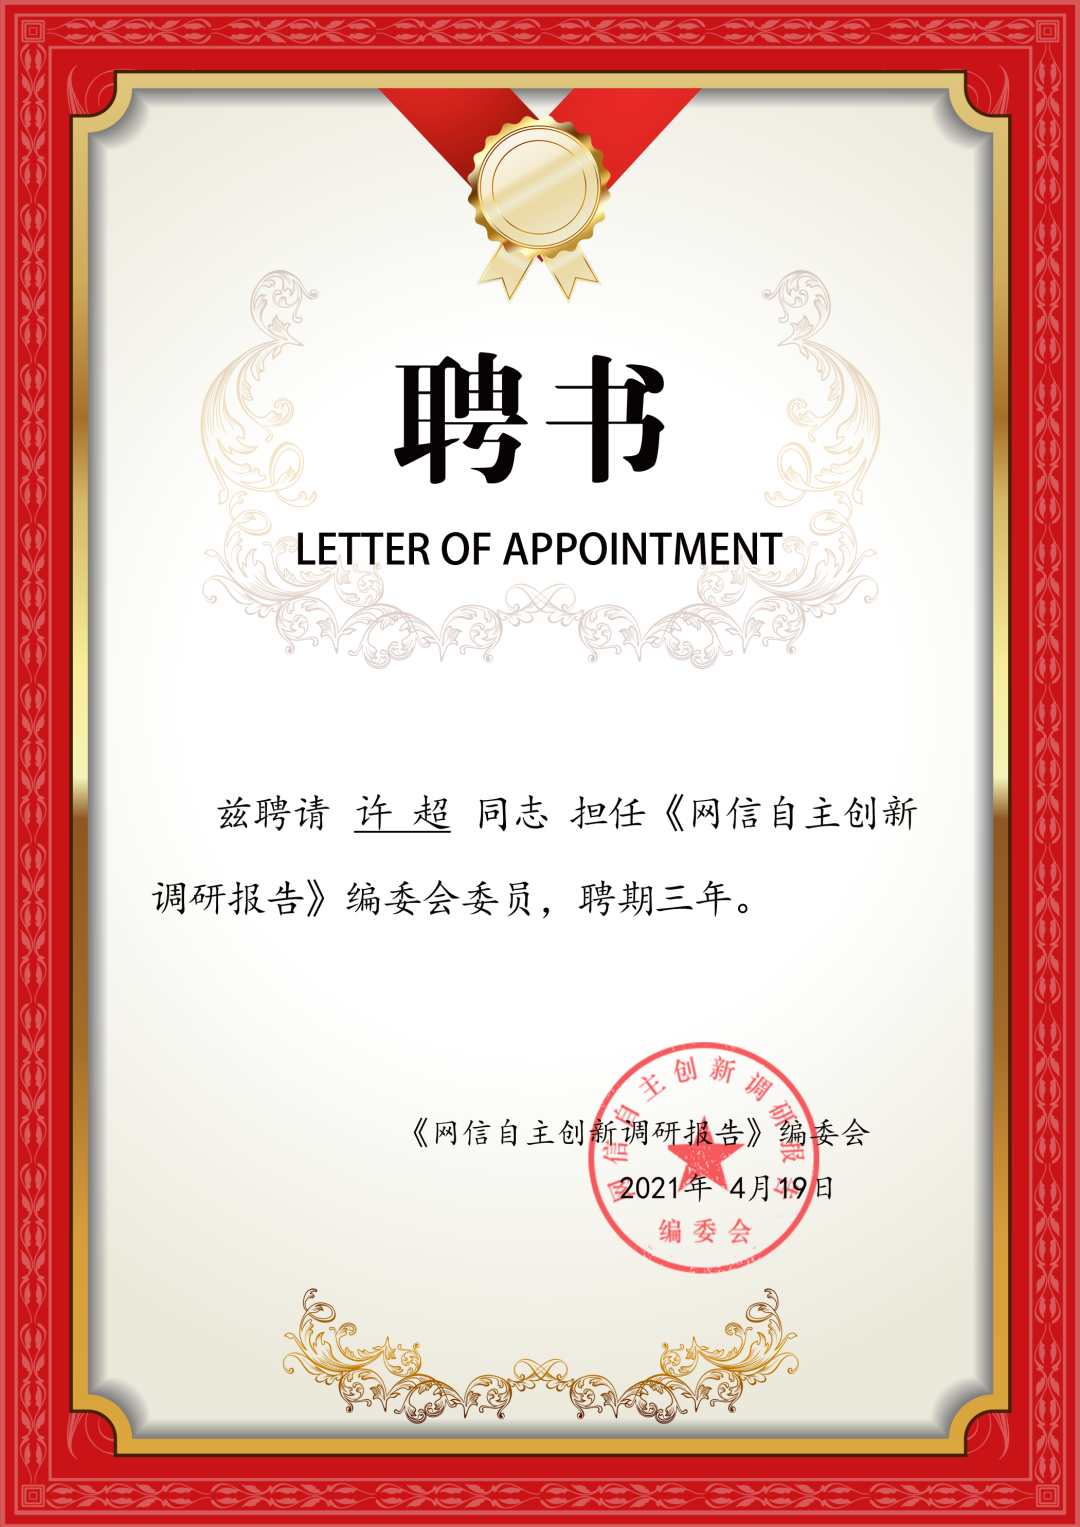 聘书
LETTER OF APPOINTMENT
兹聘请 许 超 同志 担任《网信自主创新
调研报告》编委会委员，聘期三年。
《网信自主创新调研报告》编委会
2021年 4月19日
网信自主创新调研报告
编委会